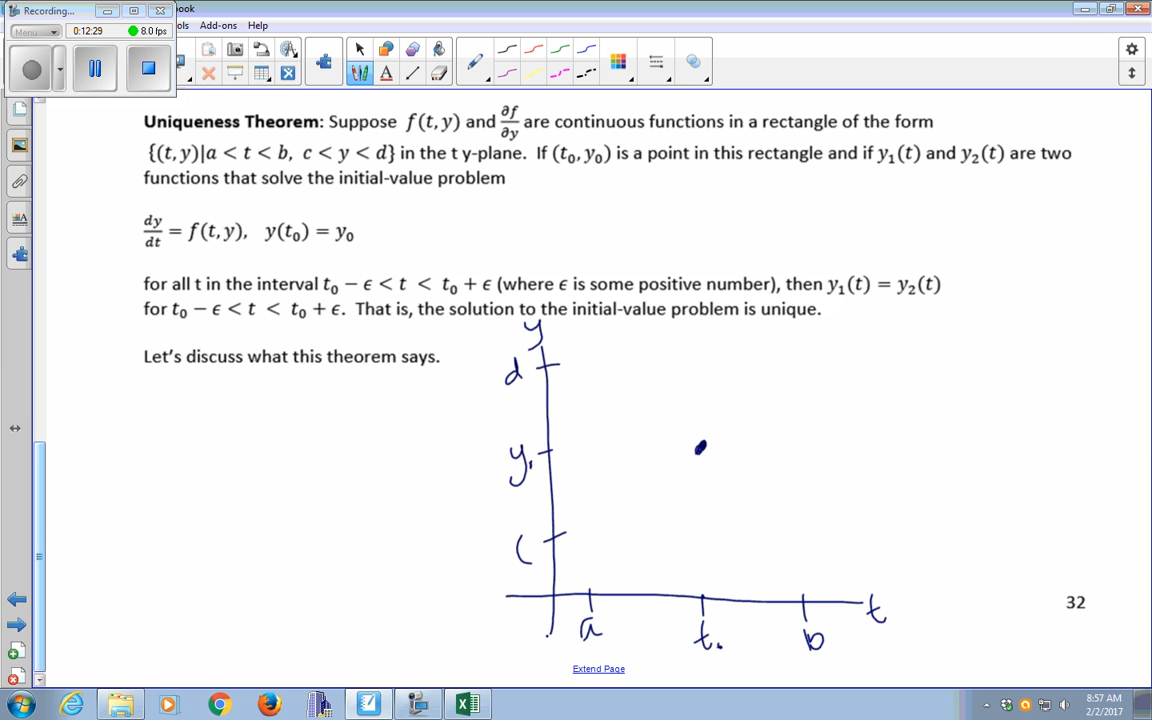 Recording...
book
Menu
0:12:29
8.0 fps
ols Add-ons Help
Uniqueness Theorem: Suppose f(t,y) and ∂f/∂y are continuous functions in a rectangle of the form
{(t,y)|a < t < b, c < y < d} in the t y-plane. If (t₀,y₀) is a point in this rectangle and if y₁(t) and y₂(t) are two
functions that solve the initial-value problem
dy/dt = f(t,y), y(t₀) = y₀
for all t in the interval t₀ − ϵ < t < t₀ + ϵ (where ϵ is some positive number), then y₁(t) = y₂(t)
for t₀ − ϵ < t < t₀ + ϵ. That is, the solution to the initial-value problem is unique.
Let's discuss what this theorem says.
y
d
c
t
a
b
32
Extend Page
8:57 AM
2/2/2017